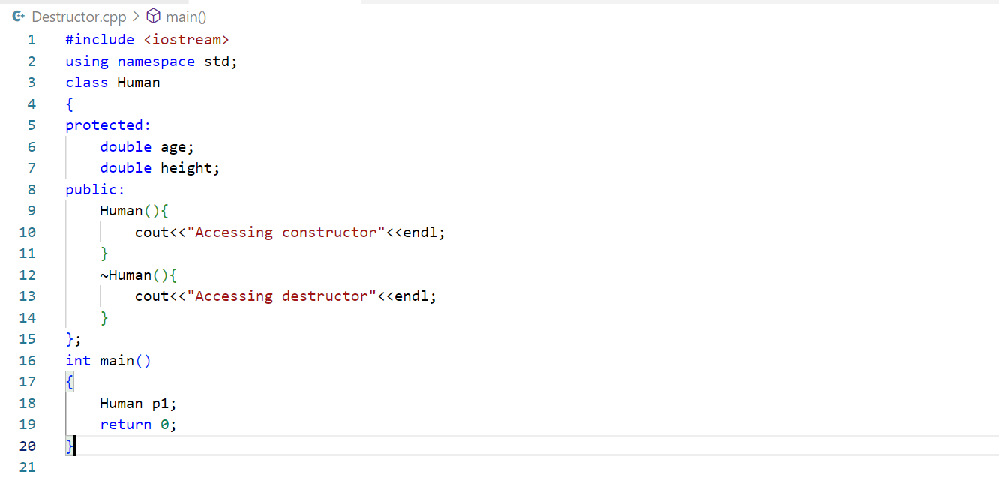 Destructor.cpp > main()
1 #include <iostream>
2 using namespace std;
3 class Human
4 {
5 protected:
6     double age;
7     double height;
8 public:
9     Human(){
10         cout<<"Accessing constructor"<<endl;
11     }
12     ~Human(){
13         cout<<"Accessing destructor"<<endl;
14     }
15 };
16 int main()
17 {
18     Human p1;
19     return 0;
20 }
21